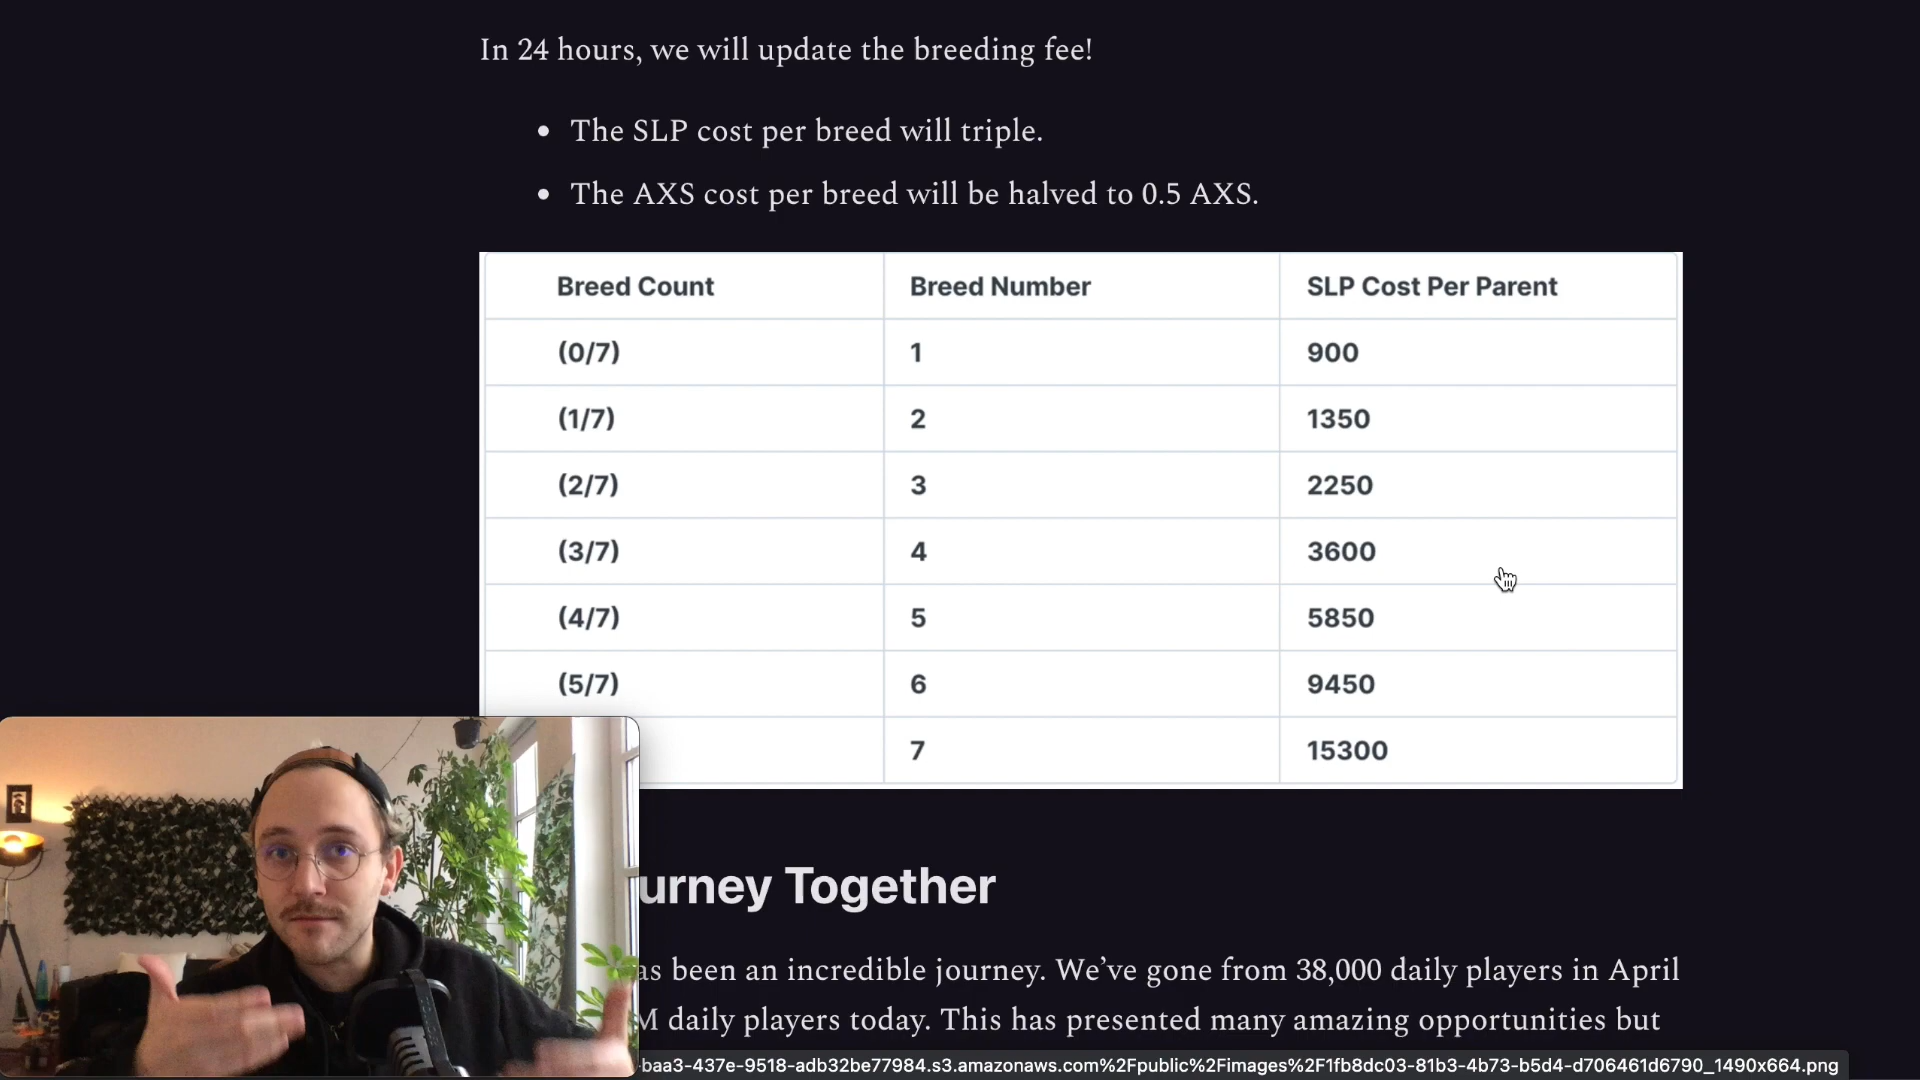 In 24 hours, we will update the breeding fee!
• The SLP cost per breed will triple.
• The AXS cost per breed will be halved to 0.5 AXS.
Breed Count Breed Number SLP Cost Per Parent
(0/7) 1 900
(1/7) 2 1350
(2/7) 3 2250
(3/7) 4 3600
(4/7) 5 5850
(5/7) 6 9450
7 15300
urney Together
as been an incredible journey. We’ve gone from 38,000 daily players in April
M daily players today. This has presented many amazing opportunities but
-baa3-437e-9518-adb32be77984.s3.amazonaws.com%2Fpublic%2Fimages%2F1fb8dc03-81b3-4b73-b5d4-d706461d6790_1490x664.png